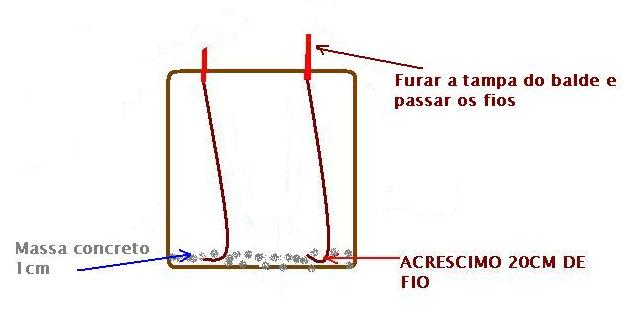 Furar a tampa do balde e
passar os fios
Massa concreto
1cm
ACRESCIMO 20CM DE
FIO